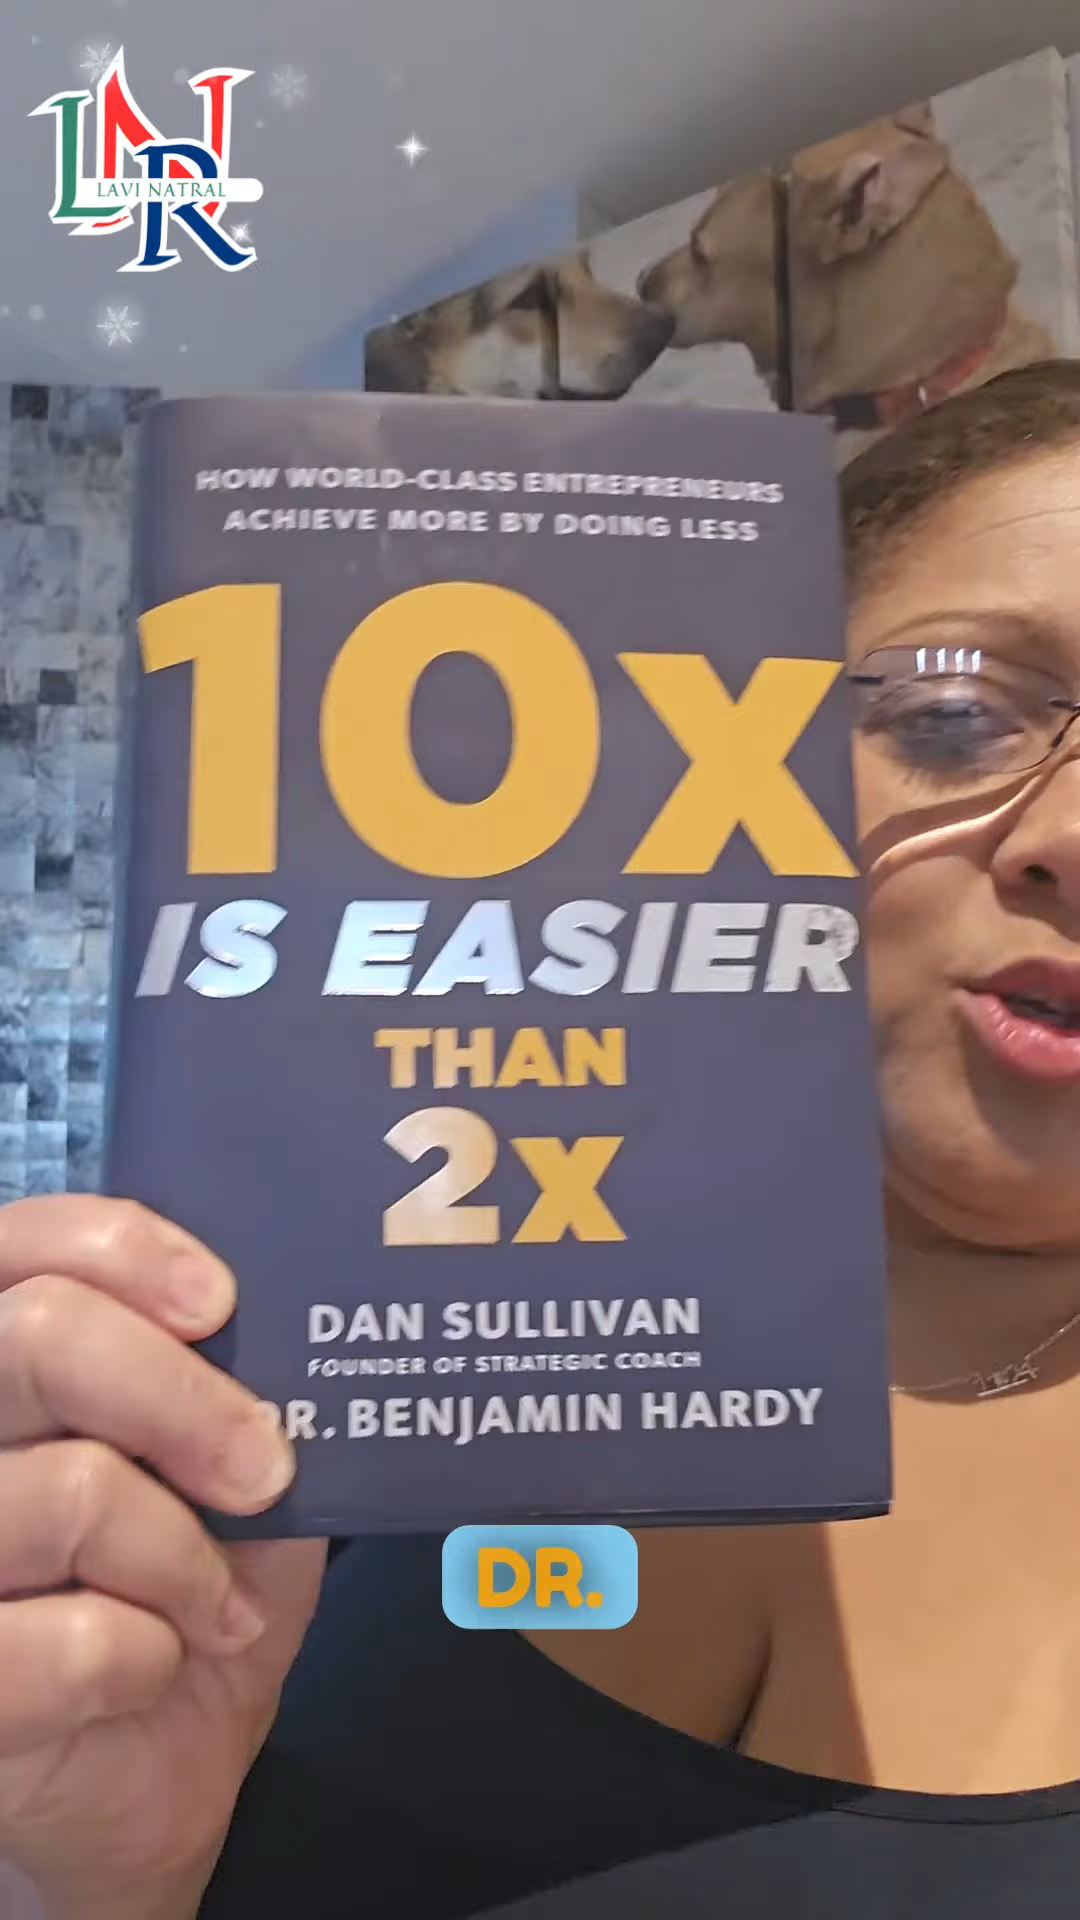 LNR
LAVI NATRAL
HOW WORLD-CLASS ENTREPRENEURS
ACHIEVE MORE BY DOING LESS
10x
IS EASIER
THAN
2x
DAN SULLIVAN
FOUNDER OF STRATEGIC COACH
DR. BENJAMIN HARDY
DR.